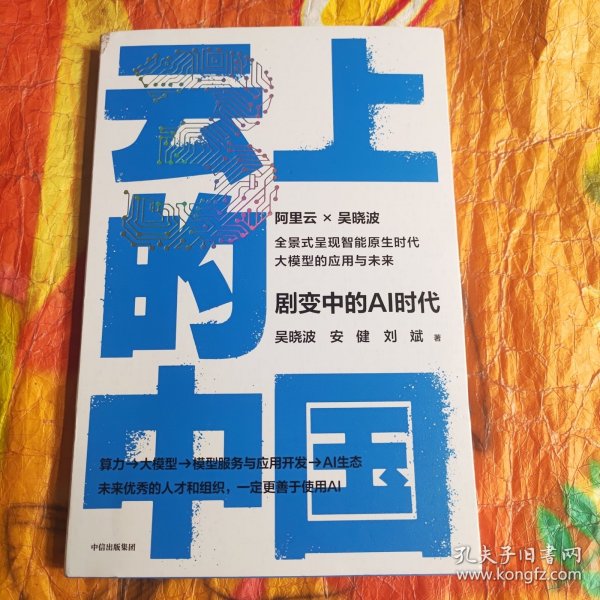 云上
的
中国
阿里云 × 吴晓波
全景式呈现智能原生时代
大模型的应用与未来
剧变中的AI时代
吴晓波 安 健 刘 斌 著
算力→大模型→模型服务与应用开发→AI生态
未来优秀的人才和组织，一定更善于使用AI
中信出版集团
孔夫子旧书网
www.kongfz.com